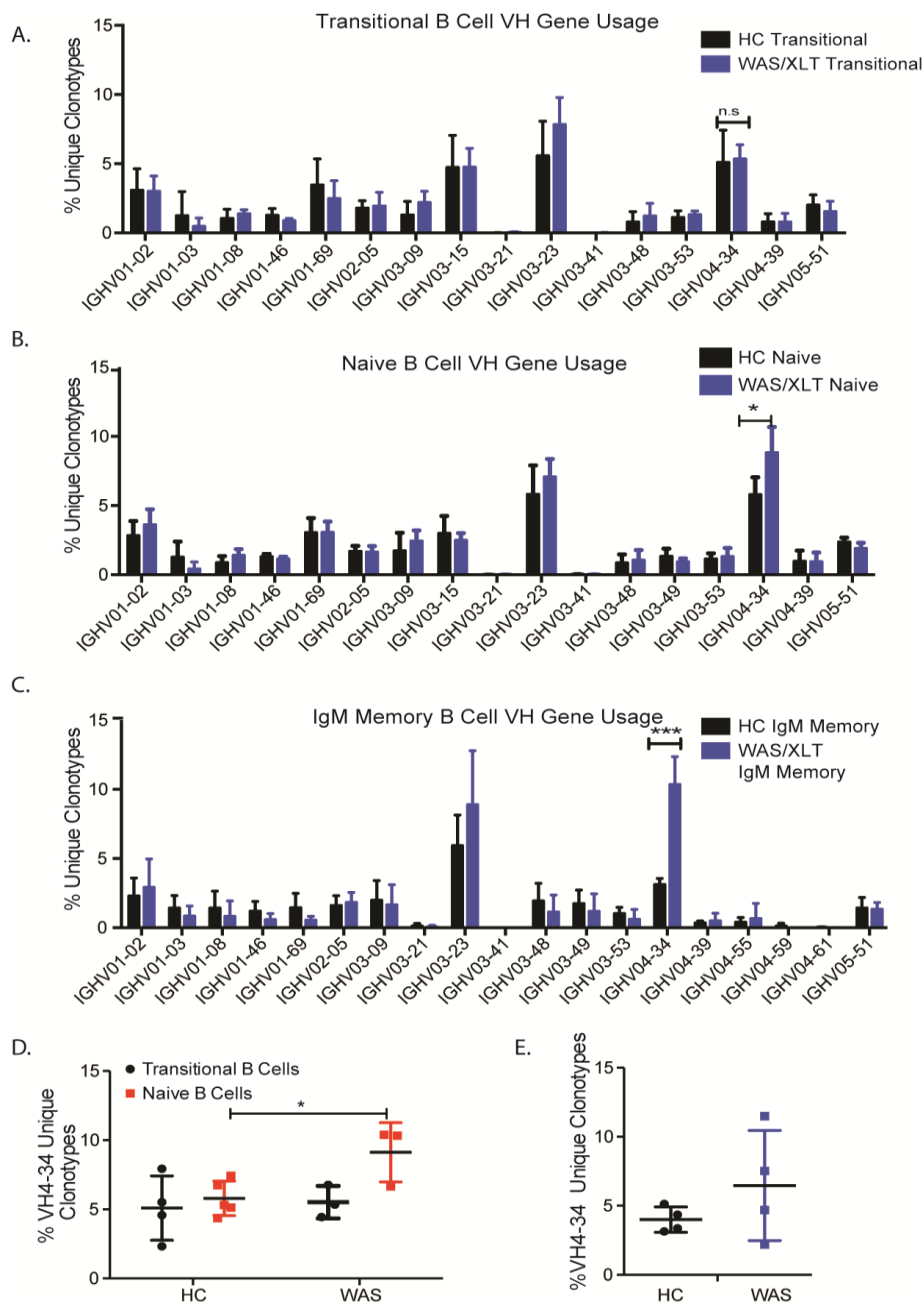 A.
Transitional B Cell VH Gene Usage
HC Transitional
WAS/XLT Transitional
% Unique Clonotypes
15
10
5
0
n.s
IGHV01-02
IGHV01-03
IGHV01-08
IGHV01-46
IGHV01-69
IGHV02-05
IGHV03-09
IGHV03-15
IGHV03-21
IGHV03-23
IGHV03-41
IGHV03-48
IGHV03-53
IGHV04-34
IGHV04-39
IGHV05-51
B.
Naive B Cell VH Gene Usage
HC Naive
WAS/XLT Naive
% Unique Clonotypes
15
10
5
0
*
IGHV01-02
IGHV01-03
IGHV01-08
IGHV01-46
IGHV01-69
IGHV02-05
IGHV03-09
IGHV03-15
IGHV03-21
IGHV03-23
IGHV03-41
IGHV03-48
IGHV03-49
IGHV03-53
IGHV04-34
IGHV04-39
IGHV05-51
C.
IgM Memory B Cell VH Gene Usage
HC IgM Memory
WAS/XLT
IgM Memory
% Unique Clonotypes
15
10
5
0
***
IGHV01-02
IGHV01-03
IGHV01-08
IGHV01-46
IGHV01-69
IGHV02-05
IGHV03-09
IGHV03-21
IGHV03-23
IGHV03-41
IGHV03-48
IGHV03-49
IGHV03-53
IGHV04-34
IGHV04-39
IGHV04-55
IGHV04-59
IGHV04-61
IGHV05-51
D.
Transitional B Cells
Naive B Cells
% VH4-34 Unique
Clonotypes
15
10
5
0
*
HC
WAS
E.
%VH4-34 Unique Clonotypes
15
10
5
0
HC
WAS